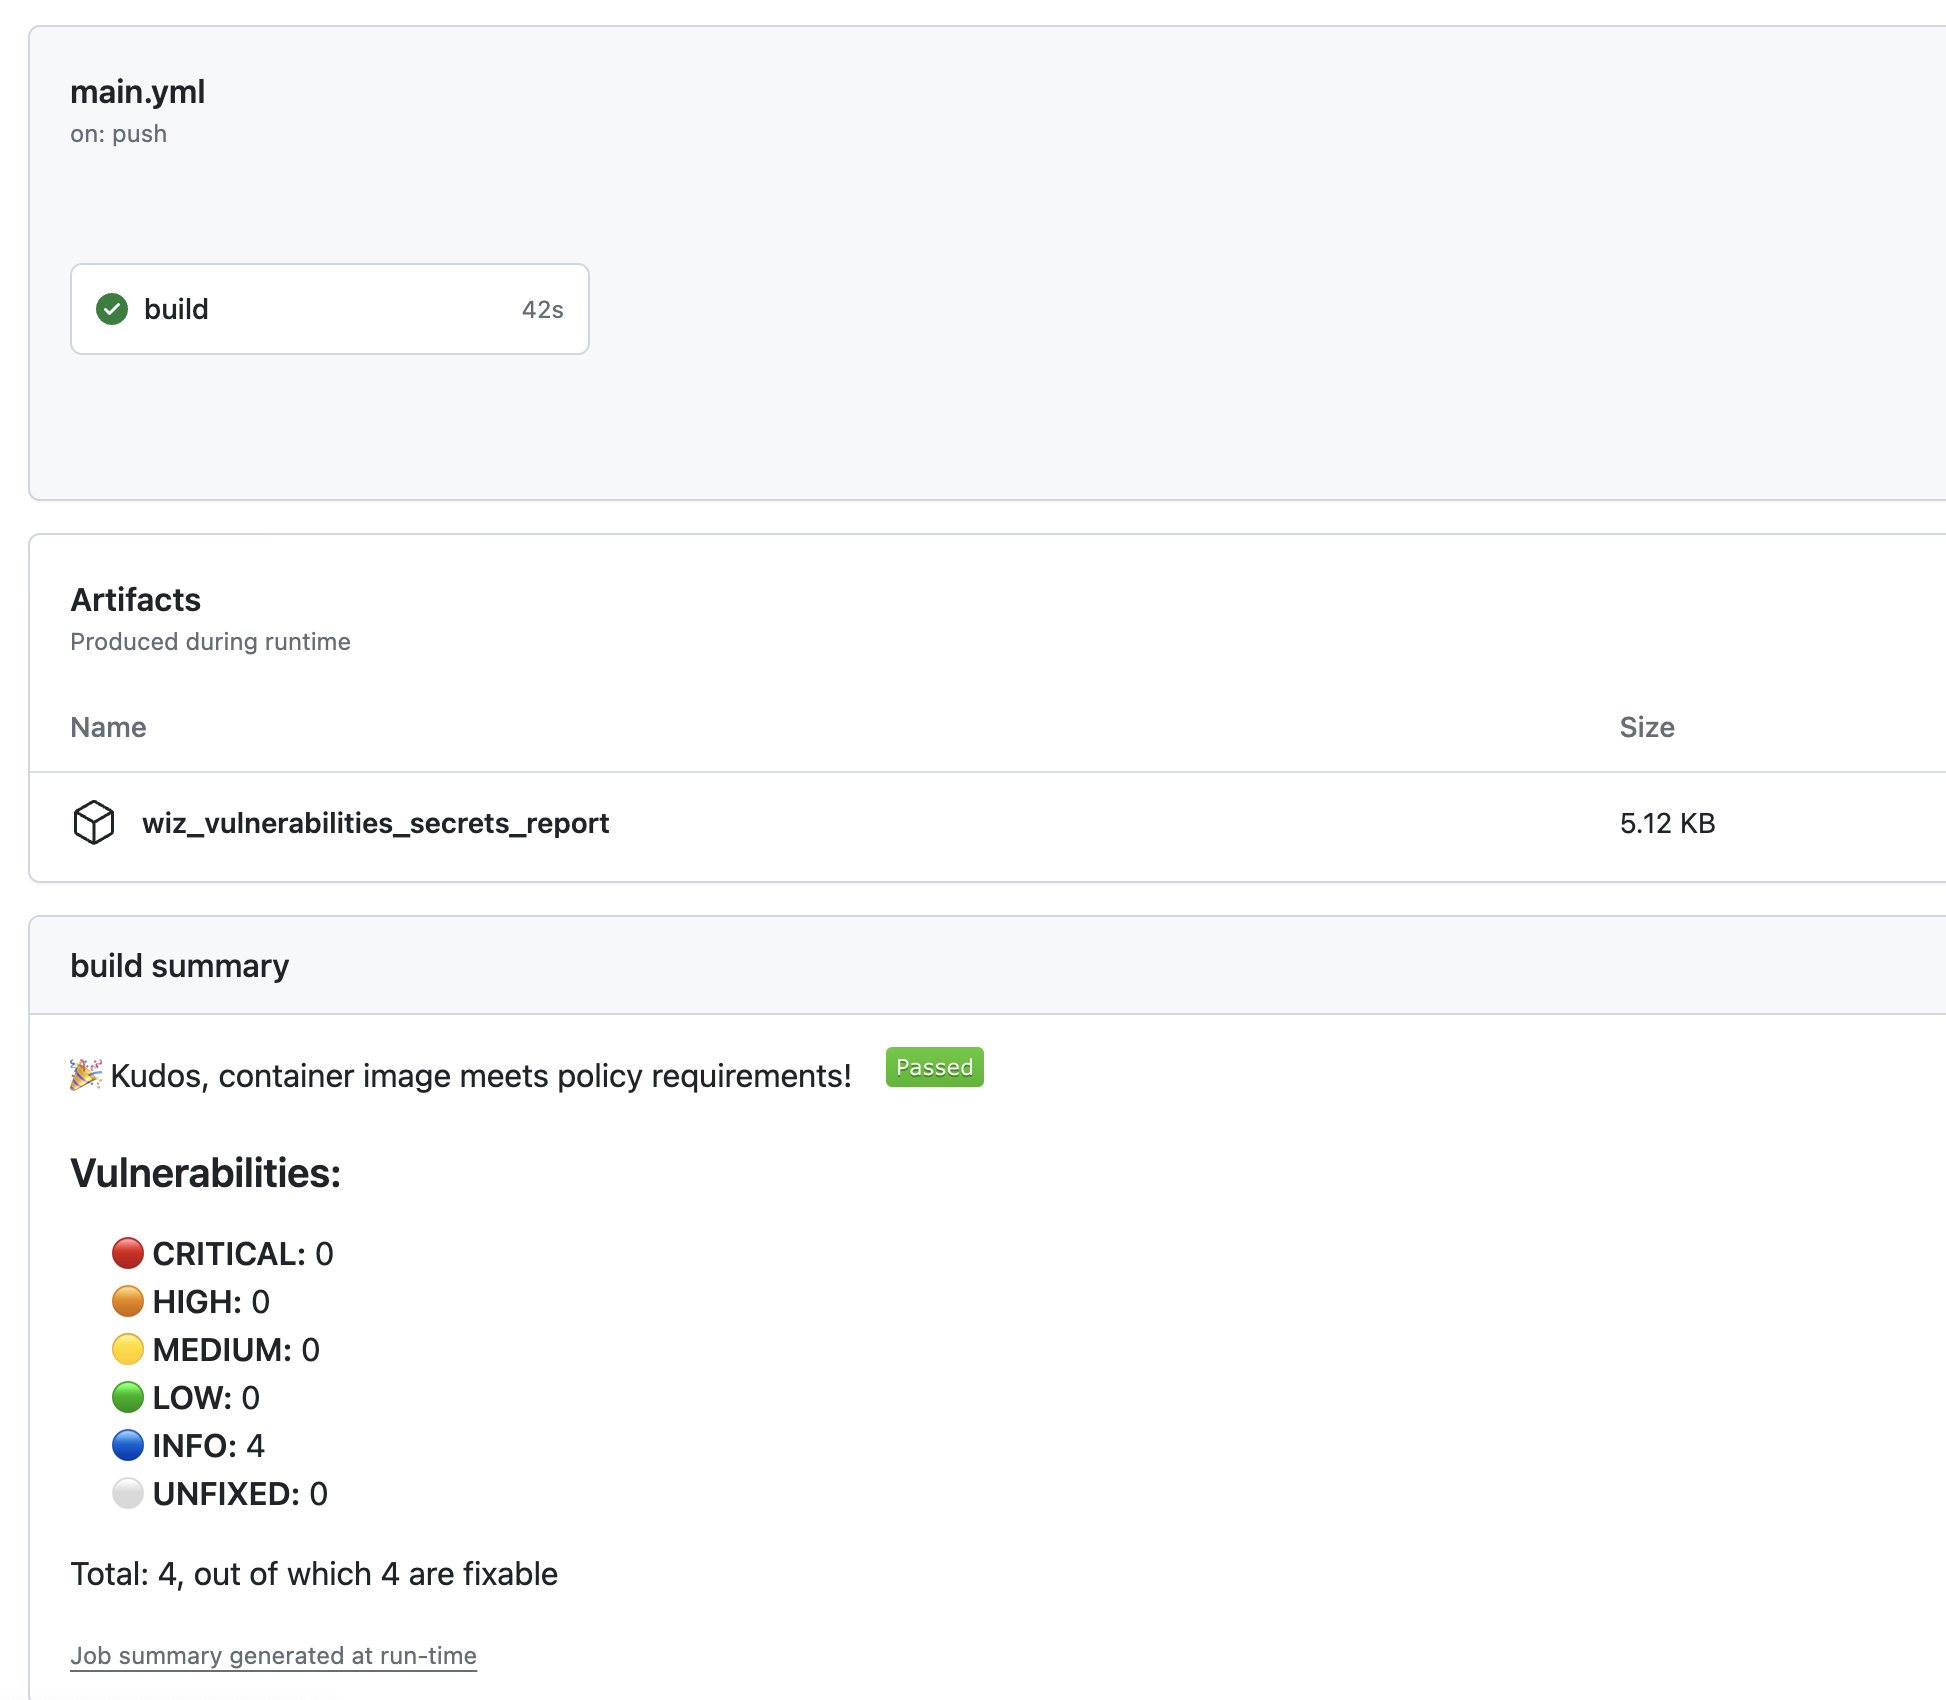 main.yml
on: push
build 42s
Artifacts
Produced during runtime
Name Size
wiz_vulnerabilities_secrets_report 5.12 KB
build summary
🎉 Kudos, container image meets policy requirements! Passed
Vulnerabilities:
🔴 CRITICAL: 0
🟠 HIGH: 0
🟡 MEDIUM: 0
🟢 LOW: 0
🔵 INFO: 4
⚪ UNFIXED: 0
Total: 4, out of which 4 are fixable
Job summary generated at run-time